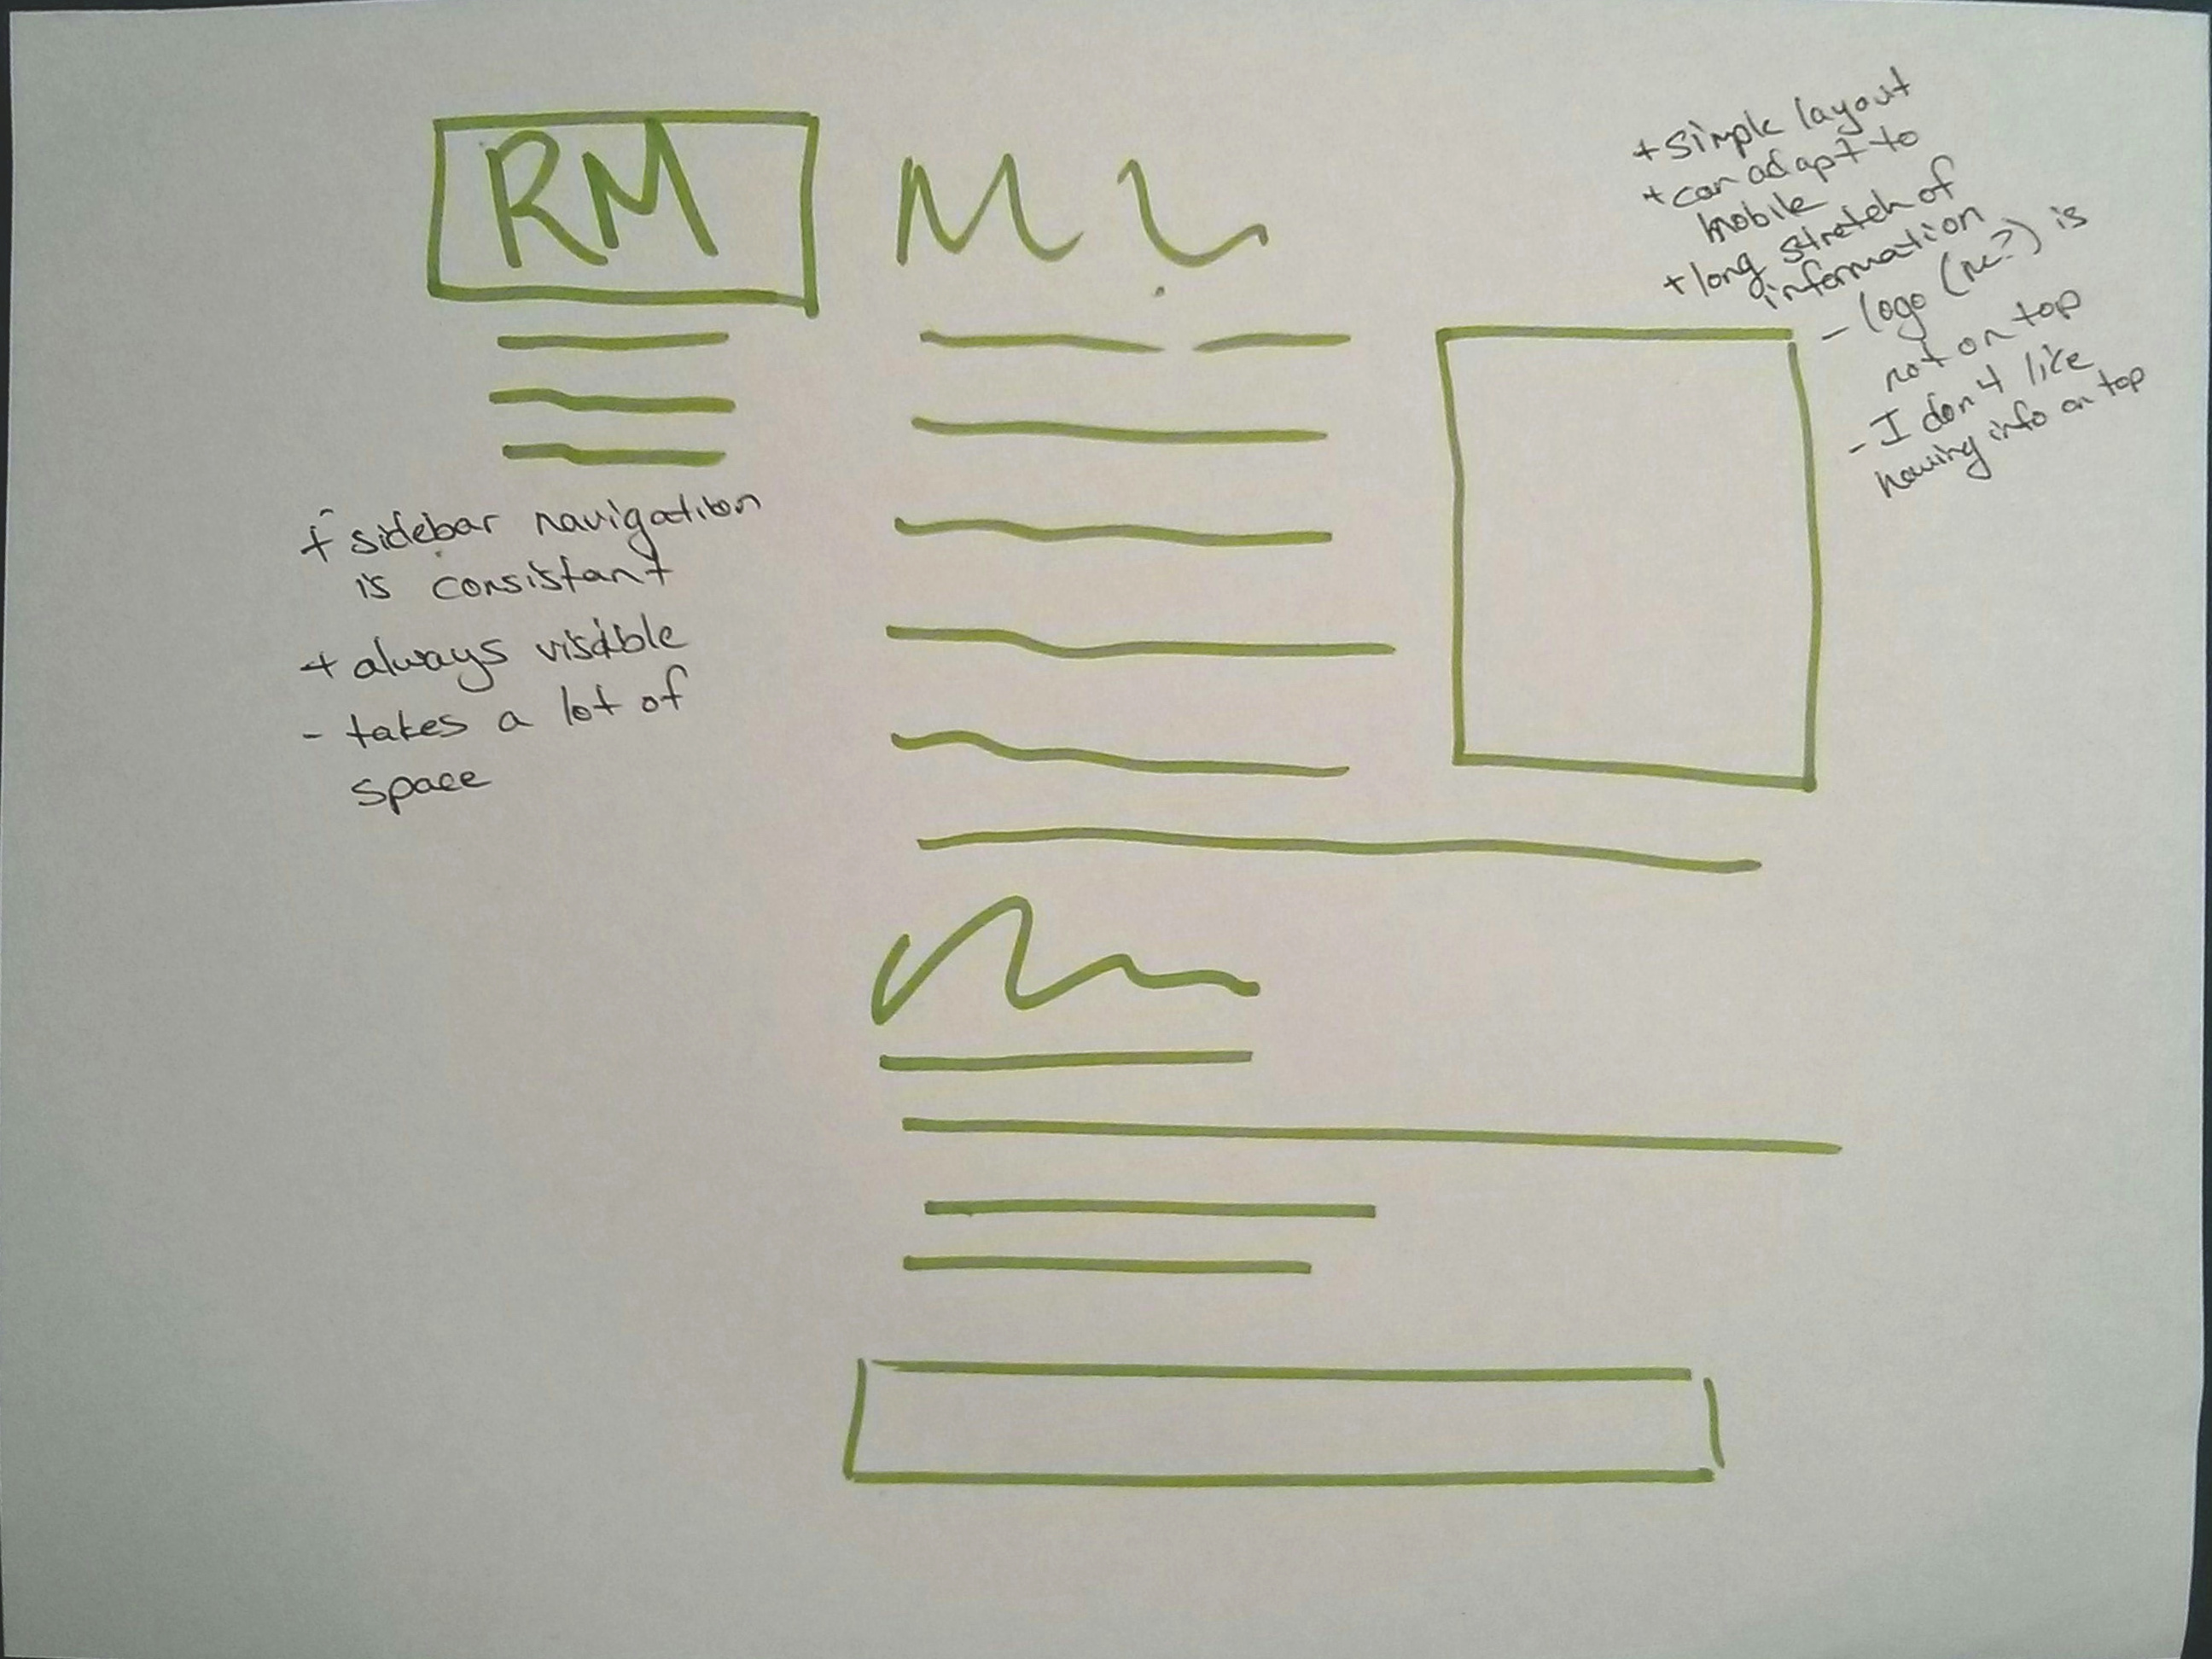 RM
+ sidebar navigation
is consistant
+ always visible
- takes a lot of
space
+ simple layout
+ can adapt to
mobile
+ long stretch of
information
- logo (pic?) is
not on top
- I don't like
having info on top